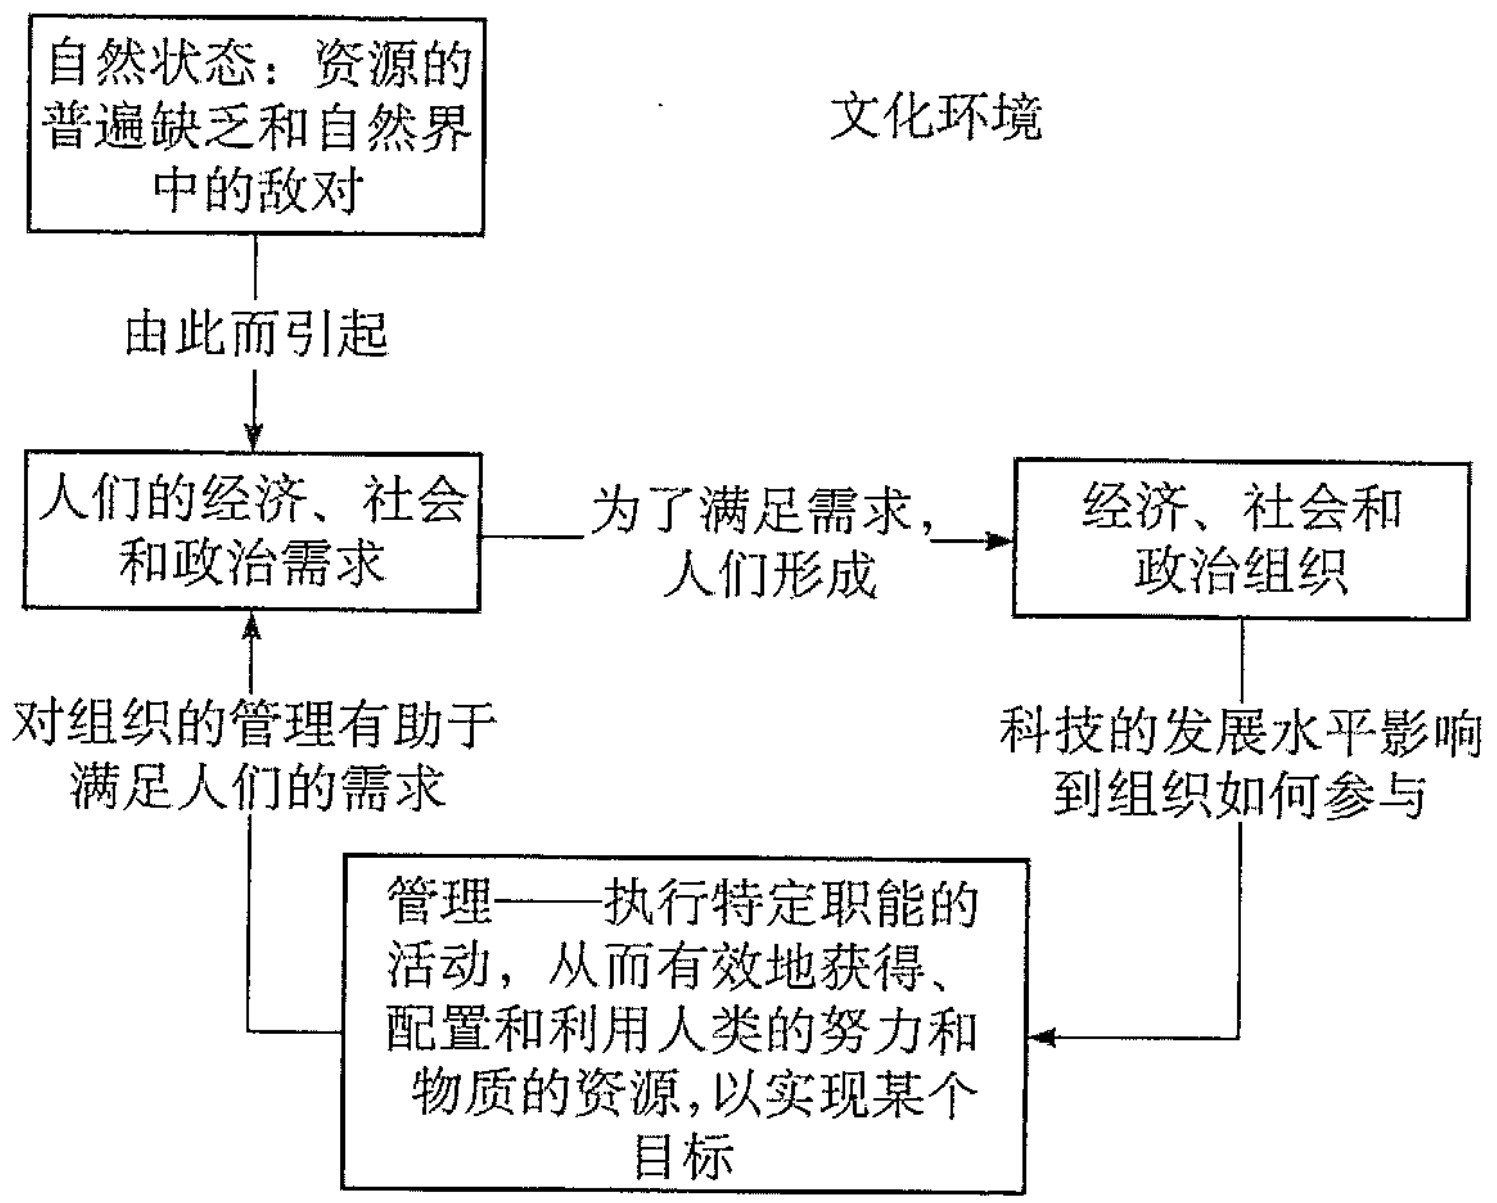 自然状态：资源的
普遍缺乏和自然界
中的敌对
文化环境
由此而引起
人们的经济、社会
和政治需求
为了满足需求，
人们形成
经济、社会和
政治组织
对组织的管理有助于
满足人们的需求
科技的发展水平影响
到组织如何参与
管理——执行特定职能的
活动，从而有效地获得、
配置和利用人类的努力和
物质的资源，以实现某个
目标